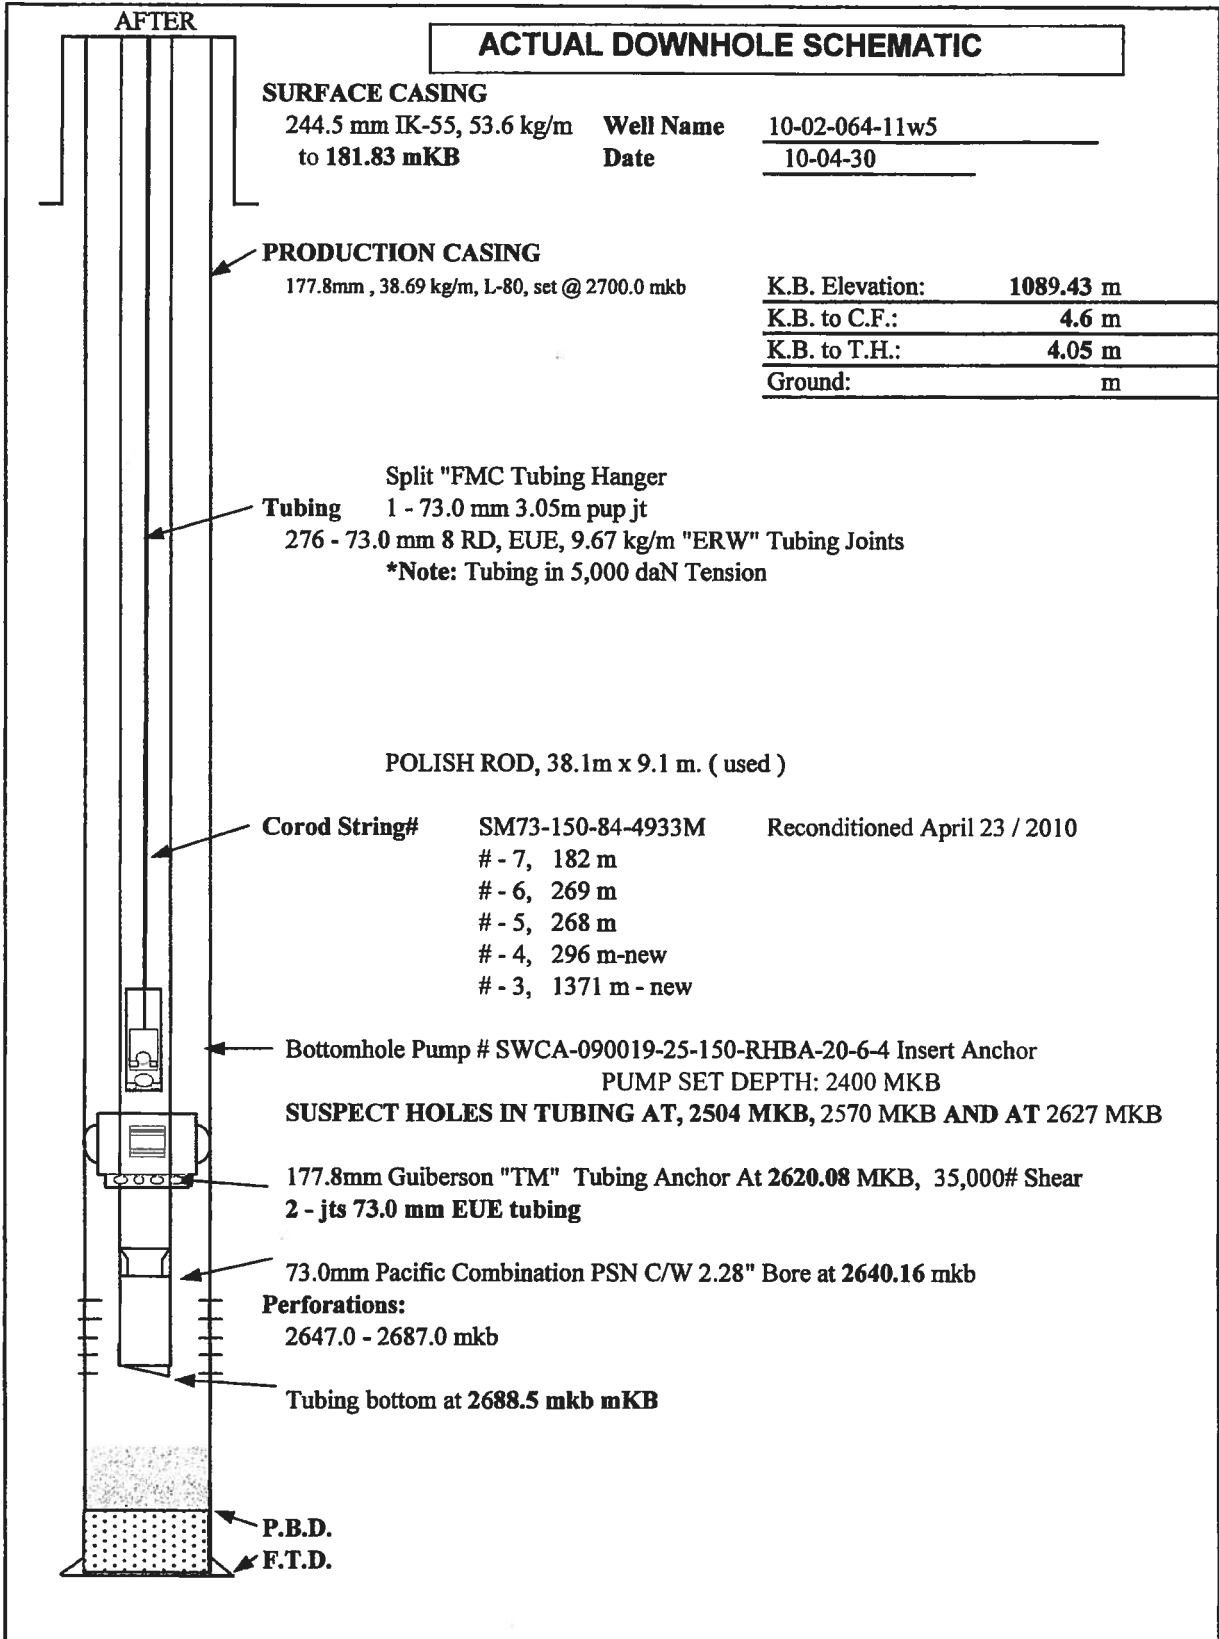 AFTER
ACTUAL DOWNHOLE SCHEMATIC
SURFACE CASING
244.5 mm IK-55, 53.6 kg/m Well Name 10-02-064-11w5
to 181.83 mKB Date 10-04-30
PRODUCTION CASING
177.8mm , 38.69 kg/m, L-80, set @ 2700.0 mkb
K.B. Elevation: 1089.43 m
K.B. to C.F.: 4.6 m
K.B. to T.H.: 4.05 m
Ground: m
Split "FMC Tubing Hanger
Tubing 1 - 73.0 mm 3.05m pup jt
276 - 73.0 mm 8 RD, EUE, 9.67 kg/m "ERW" Tubing Joints
*Note: Tubing in 5,000 daN Tension
POLISH ROD, 38.1m x 9.1 m. ( used )
Corod String# SM73-150-84-4933M Reconditioned April 23 / 2010
# - 7, 182 m
# - 6, 269 m
# - 5, 268 m
# - 4, 296 m-new
# - 3, 1371 m - new
Bottomhole Pump # SWCA-090019-25-150-RHBA-20-6-4 Insert Anchor
PUMP SET DEPTH: 2400 MKB
SUSPECT HOLES IN TUBING AT, 2504 MKB, 2570 MKB AND AT 2627 MKB
177.8mm Guiberson "TM" Tubing Anchor At 2620.08 MKB, 35,000# Shear
2 - jts 73.0 mm EUE tubing
73.0mm Pacific Combination PSN C/W 2.28" Bore at 2640.16 mkb
Perforations:
2647.0 - 2687.0 mkb
Tubing bottom at 2688.5 mkb mKB
P.B.D.
F.T.D.